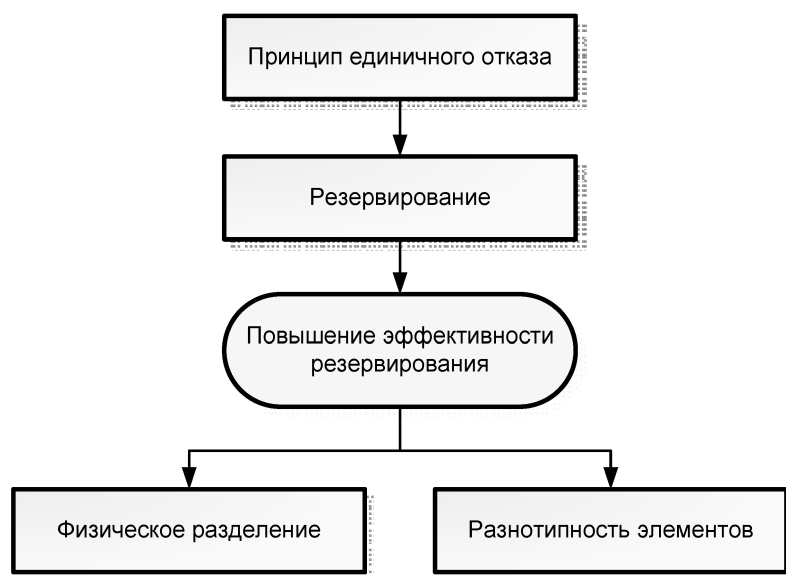 Принцип единичного отказа
Резервирование
Повышение эффективности
резервирования
Физическое разделение
Разнотипность элементов